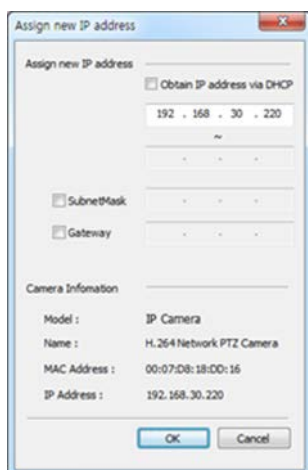 Assign new IP address
Assign new IP address
Obtain IP address via DHCP
192 . 168 . 30 . 220
~
. . .
SubnetMask . . .
Gateway . . .
Camera Infomation
Model : IP Camera
Name : H.264 Network PTZ Camera
MAC Address : 00:07:D8:18:DD:16
IP Address : 192.168.30.220
OK Cancel